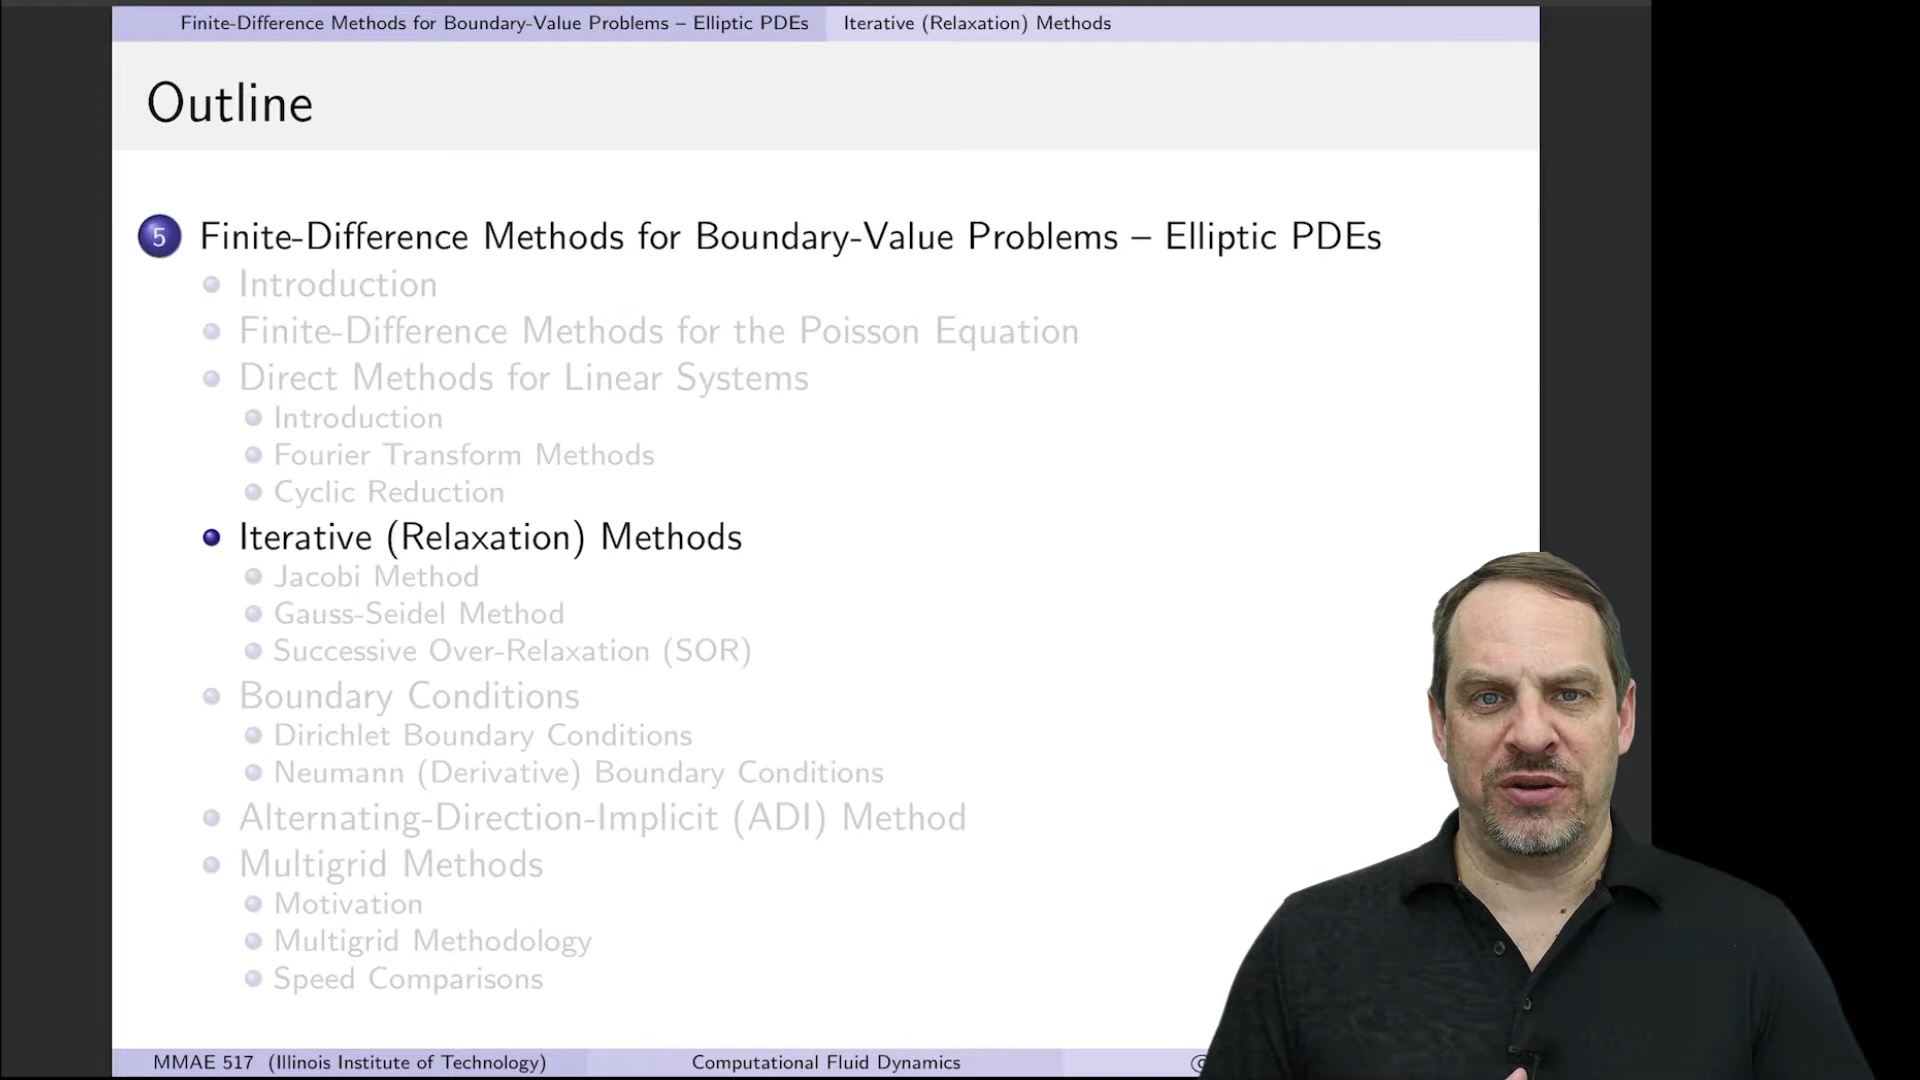 Finite-Difference Methods for Boundary-Value Problems – Elliptic PDEs Iterative (Relaxation) Methods
Outline
5 Finite-Difference Methods for Boundary-Value Problems – Elliptic PDEs
Introduction
Finite-Difference Methods for the Poisson Equation
Direct Methods for Linear Systems
Introduction
Fourier Transform Methods
Cyclic Reduction
Iterative (Relaxation) Methods
Jacobi Method
Gauss-Seidel Method
Successive Over-Relaxation (SOR)
Boundary Conditions
Dirichlet Boundary Conditions
Neumann (Derivative) Boundary Conditions
Alternating-Direction-Implicit (ADI) Method
Multigrid Methods
Motivation
Multigrid Methodology
Speed Comparisons
MMAE 517 (Illinois Institute of Technology) Computational Fluid Dynamics